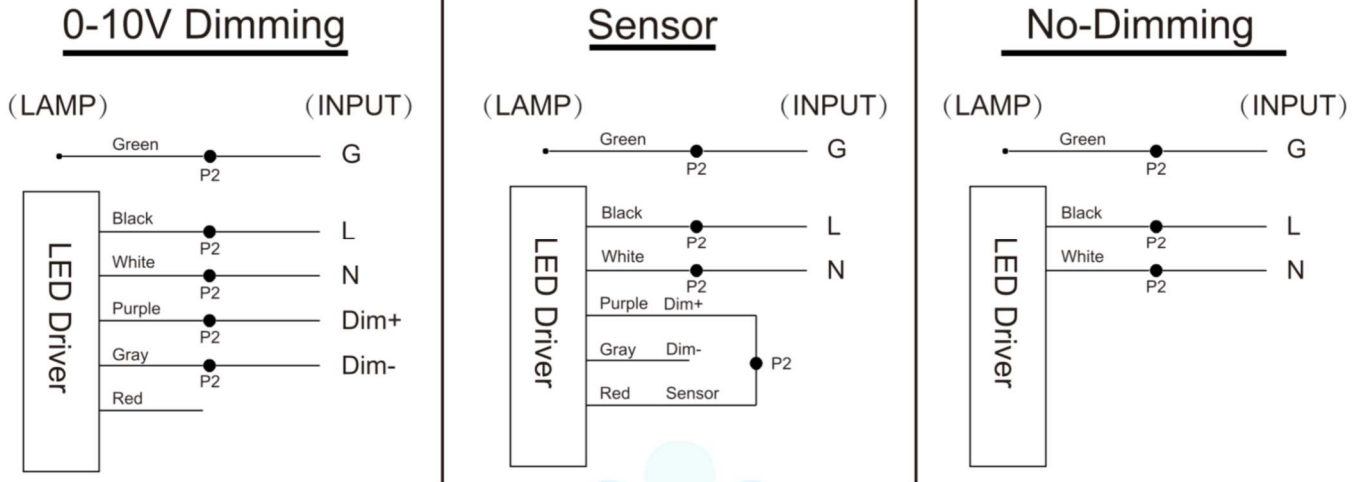 0-10V Dimming
(LAMP) (INPUT)
Green
P2
G
Black
P2
L
White
P2
N
Purple
P2
Dim+
Gray
P2
Dim-
Red
LED Driver
Sensor
(LAMP) (INPUT)
Green
P2
G
Black
P2
L
White
P2
N
Purple Dim+
Gray Dim-
P2
Red Sensor
LED Driver
No-Dimming
(LAMP) (INPUT)
Green
P2
G
Black
P2
L
White
P2
N
LED Driver